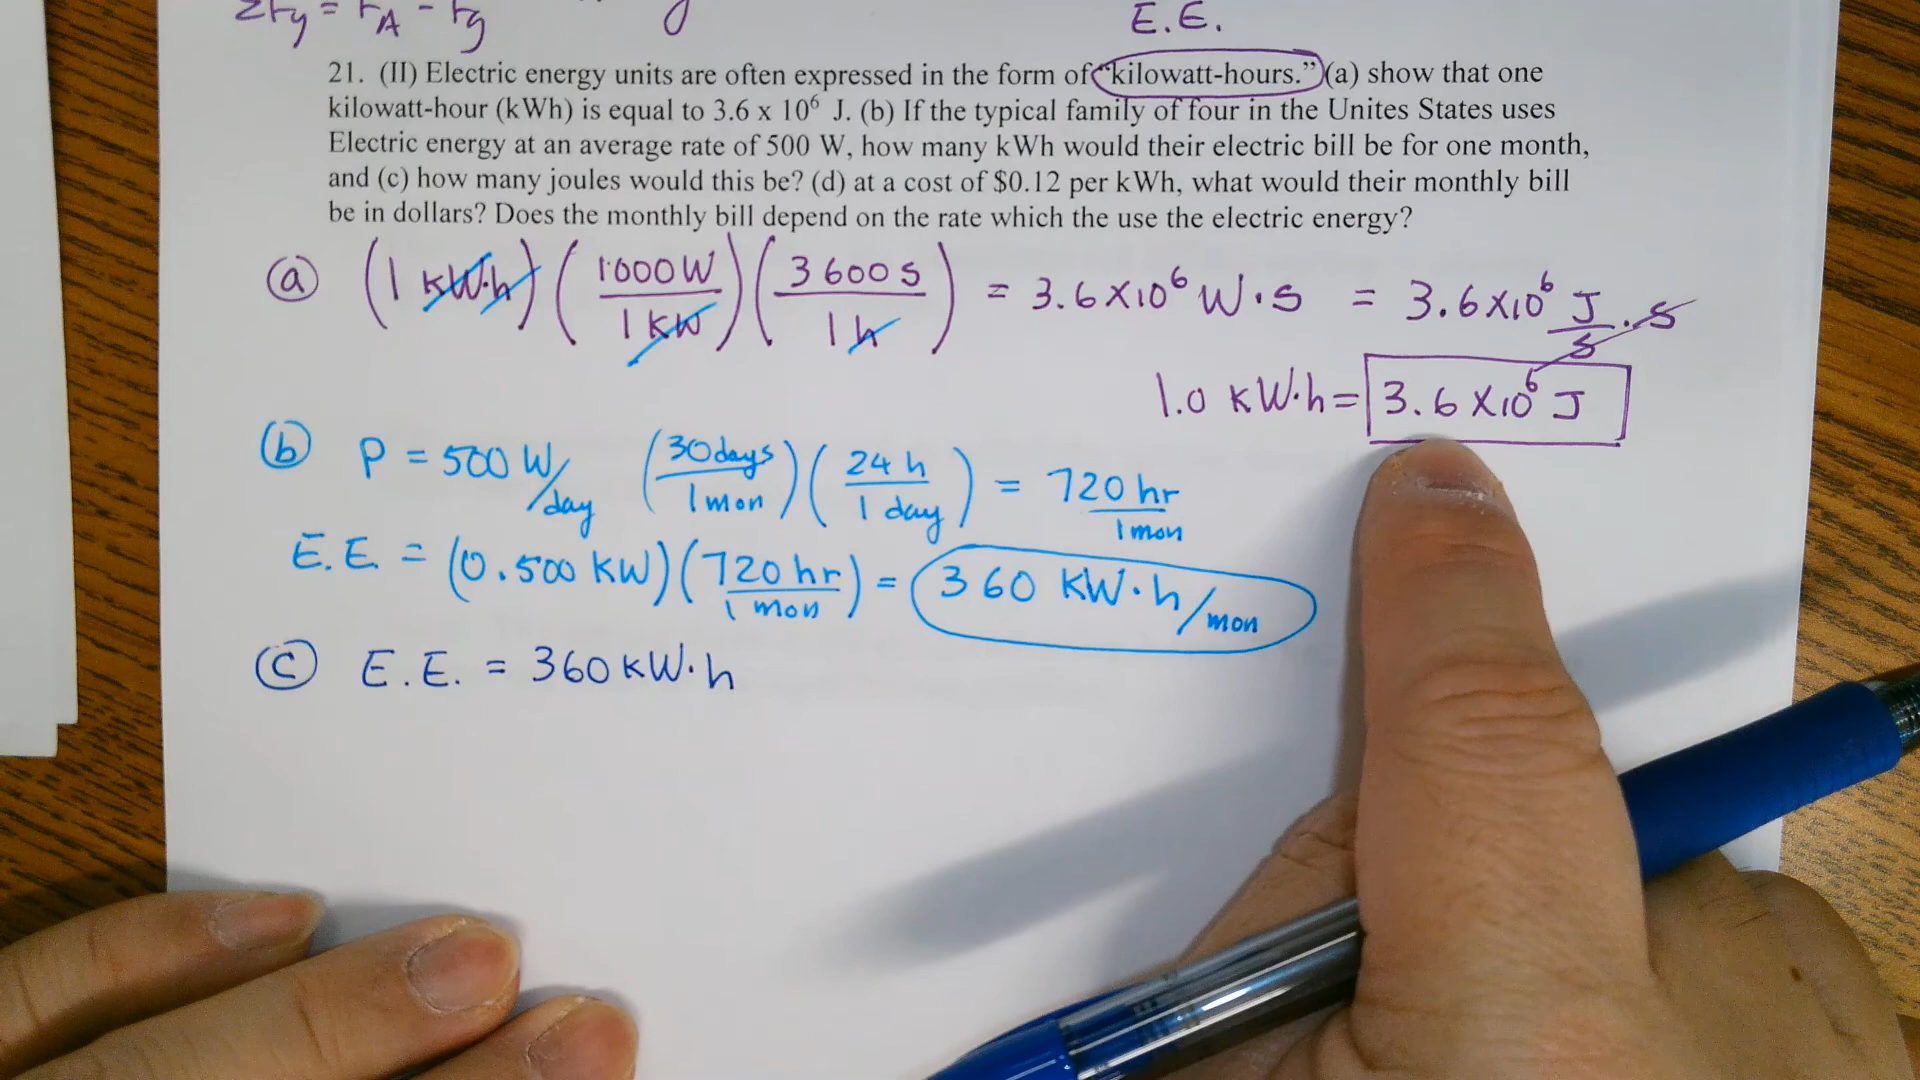 ΣFy = FA - Fg
E.E.
21. (II) Electric energy units are often expressed in the form of “kilowatt-hours.” (a) show that one
kilowatt-hour (kWh) is equal to 3.6 x 10⁶ J. (b) If the typical family of four in the Unites States uses
Electric energy at an average rate of 500 W, how many kWh would their electric bill be for one month,
and (c) how many joules would this be? (d) at a cost of $0.12 per kWh, what would their monthly bill
be in dollars? Does the monthly bill depend on the rate which the use the electric energy?
(a) (1 kW·h) (1000W / 1 kW) (3600 s / 1 h) = 3.6X10⁶ W·s = 3.6X10⁶ J/s · s
1.0 kW·h = 3.6 X10⁶ J
(b) P = 500 W/day (30days / 1 mon) (24 h / 1 day) = 720 hr / 1 mon
E.E. = (0.500 kW) (720 hr / 1 mon) = 360 kW·h/mon
(c) E.E. = 360 kW·h